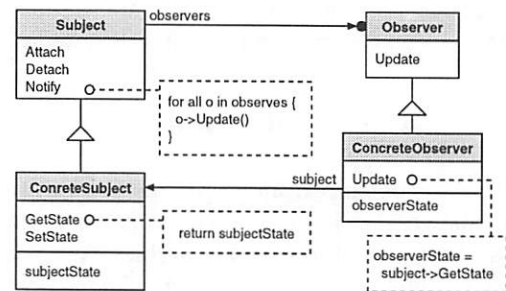 Subject
observers
Observer
Attach
Detach
Notify
Update
for all o in observes {
o->Update()
}
ConcreteObserver
ConreteSubject
subject
Update
GetState
SetState
return subjectState
observerState
subjectState
observerState =
subject->GetState